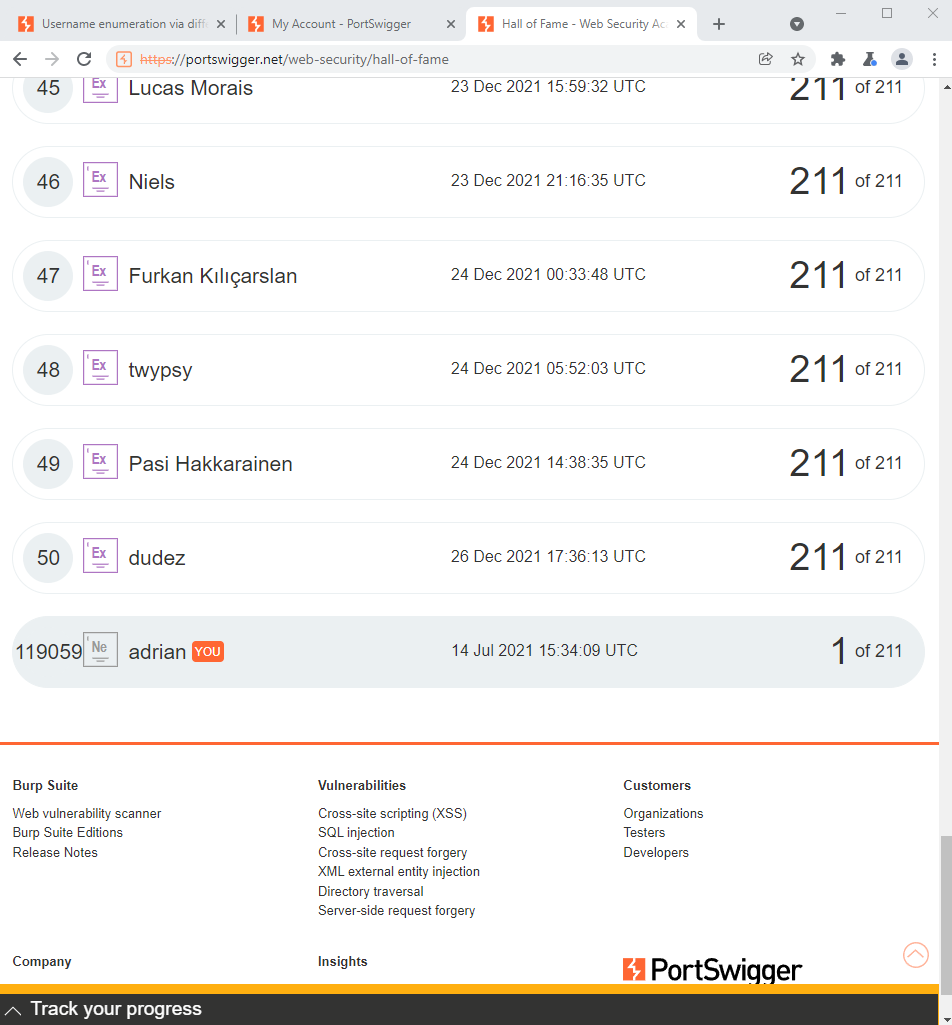 Username enumeration via diff
My Account - PortSwigger
Hall of Fame - Web Security Aca
https://portswigger.net/web-security/hall-of-fame
45 Ex Lucas Morais 23 Dec 2021 15:59:32 UTC 211 of 211
46 Ex Niels 23 Dec 2021 21:16:35 UTC 211 of 211
47 Ex Furkan Kılıçarslan 24 Dec 2021 00:33:48 UTC 211 of 211
48 Ex twypsy 24 Dec 2021 05:52:03 UTC 211 of 211
49 Ex Pasi Hakkarainen 24 Dec 2021 14:38:35 UTC 211 of 211
50 Ex dudez 26 Dec 2021 17:36:13 UTC 211 of 211
119059 Ne adrian YOU 14 Jul 2021 15:34:09 UTC 1 of 211
Burp Suite
Web vulnerability scanner
Burp Suite Editions
Release Notes
Vulnerabilities
Cross-site scripting (XSS)
SQL injection
Cross-site request forgery
XML external entity injection
Directory traversal
Server-side request forgery
Customers
Organizations
Testers
Developers
Company
Insights
PortSwigger
Track your progress